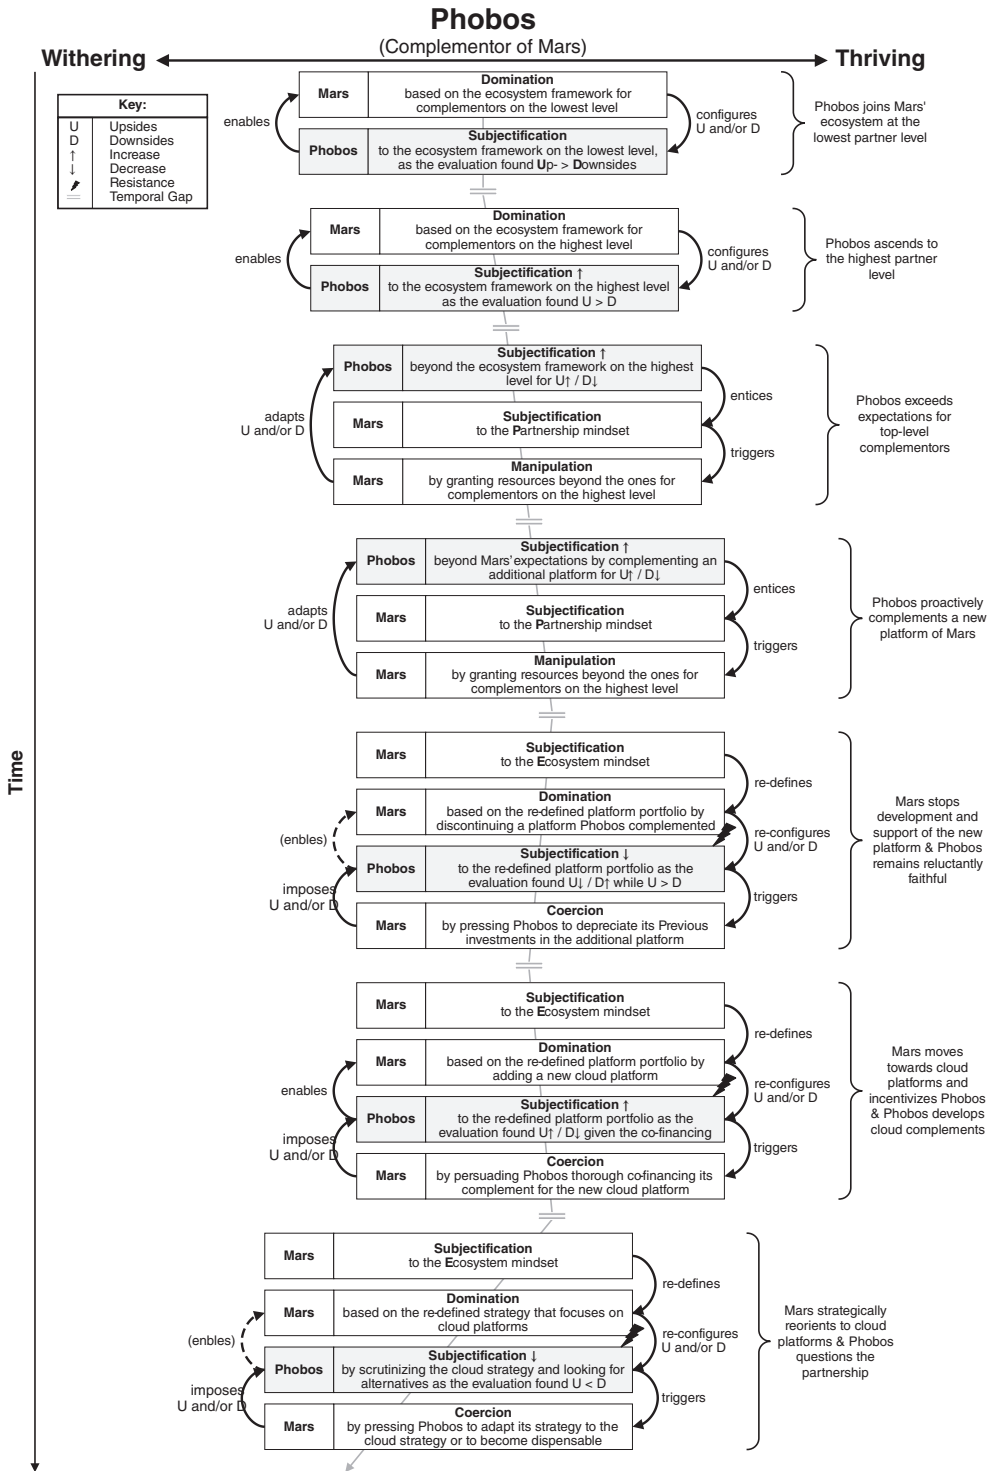 Phobos
(Complementor of Mars)
Withering
Thriving
Key:
U Upsides
D Downsides
↑ Increase
↓ Decrease
Resistance
Temporal Gap
Time
Mars
Domination
based on the ecosystem framework for
complementors on the lowest level
enables
configures
U and/or D
Phobos
Subjectification
to the ecosystem framework on the lowest level,
as the evaluation found Up- > Downsides
Phobos joins Mars'
ecosystem at the
lowest partner level
Mars
Domination
based on the ecosystem framework for
complementors on the highest level
enables
configures
U and/or D
Phobos
Subjectification ↑
to the ecosystem framework on the highest level
as the evaluation found U > D
Phobos ascends to
the highest partner
level
Phobos
Subjectification ↑
beyond the ecosystem framework on the highest
level for U↑ / D↓
entices
Mars
Subjectification
to the Partnership mindset
adapts
U and/or D
triggers
Mars
Manipulation
by granting resources beyond the ones for
complementors on the highest level
Phobos exceeds
expectations for
top-level
complementors
Phobos
Subjectification ↑
beyond Mars' expectations by complementing an
additional platform for U↑ / D↓
entices
Mars
Subjectification
to the Partnership mindset
adapts
U and/or D
triggers
Mars
Manipulation
by granting resources beyond the ones for
complementors on the highest level
Phobos proactively
complements a new
platform of Mars
Mars
Subjectification
to the Ecosystem mindset
re-defines
Mars
Domination
based on the re-defined platform portfolio by
discontinuing a platform Phobos complemented
(enbles)
re-configures
U and/or D
Phobos
Subjectification ↓
to the re-defined platform portfolio as the
evaluation found U↓ / D↑ while U > D
imposes
U and/or D
triggers
Mars
Coercion
by pressing Phobos to depreciate its Previous
investments in the additional platform
Mars stops
development and
support of the new
platform & Phobos
remains reluctantly
faithful
Mars
Subjectification
to the Ecosystem mindset
re-defines
Mars
Domination
based on the re-defined platform portfolio by
adding a new cloud platform
enables
re-configures
U and/or D
Phobos
Subjectification ↑
to the re-defined platform portfolio as the
evaluation found U↑ / D↓ given the co-financing
imposes
U and/or D
triggers
Mars
Coercion
by persuading Phobos thorough co-financing its
complement for the new cloud platform
Mars moves
towards cloud
platforms and
incentivizes Phobos
& Phobos develops
cloud complements
Mars
Subjectification
to the Ecosystem mindset
re-defines
Mars
Domination
based on the re-defined strategy that focuses on
cloud platforms
(enbles)
re-configures
U and/or D
Phobos
Subjectification ↓
by scrutinizing the cloud strategy and looking for
alternatives as the evaluation found U < D
imposes
U and/or D
triggers
Mars
Coercion
by pressing Phobos to adapt its strategy to the
cloud strategy or to become dispensable
Mars strategically
reorients to cloud
platforms & Phobos
questions the
partnership